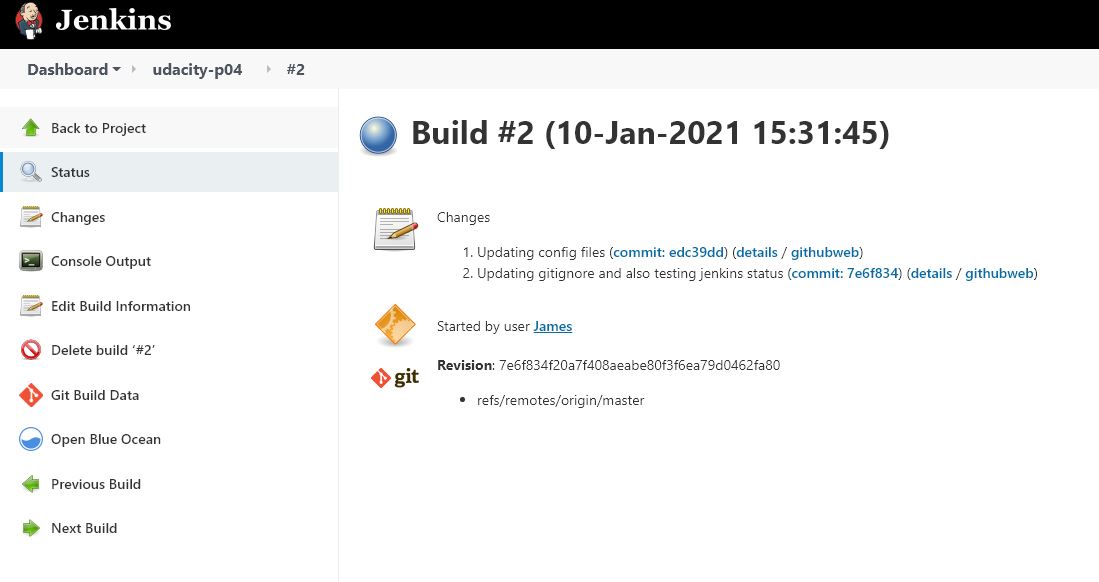 Jenkins
Dashboard udacity-p04 #2
Back to Project
Status
Changes
Console Output
Edit Build Information
Delete build ‘#2’
Git Build Data
Open Blue Ocean
Previous Build
Next Build
Build #2 (10-Jan-2021 15:31:45)
Changes
1. Updating config files (commit: edc39dd) (details / githubweb)
2. Updating gitignore and also testing jenkins status (commit: 7e6f834) (details / githubweb)
Started by user James
git
Revision: 7e6f834f20a7f408aeabe80f3f6ea79d0462fa80
• refs/remotes/origin/master